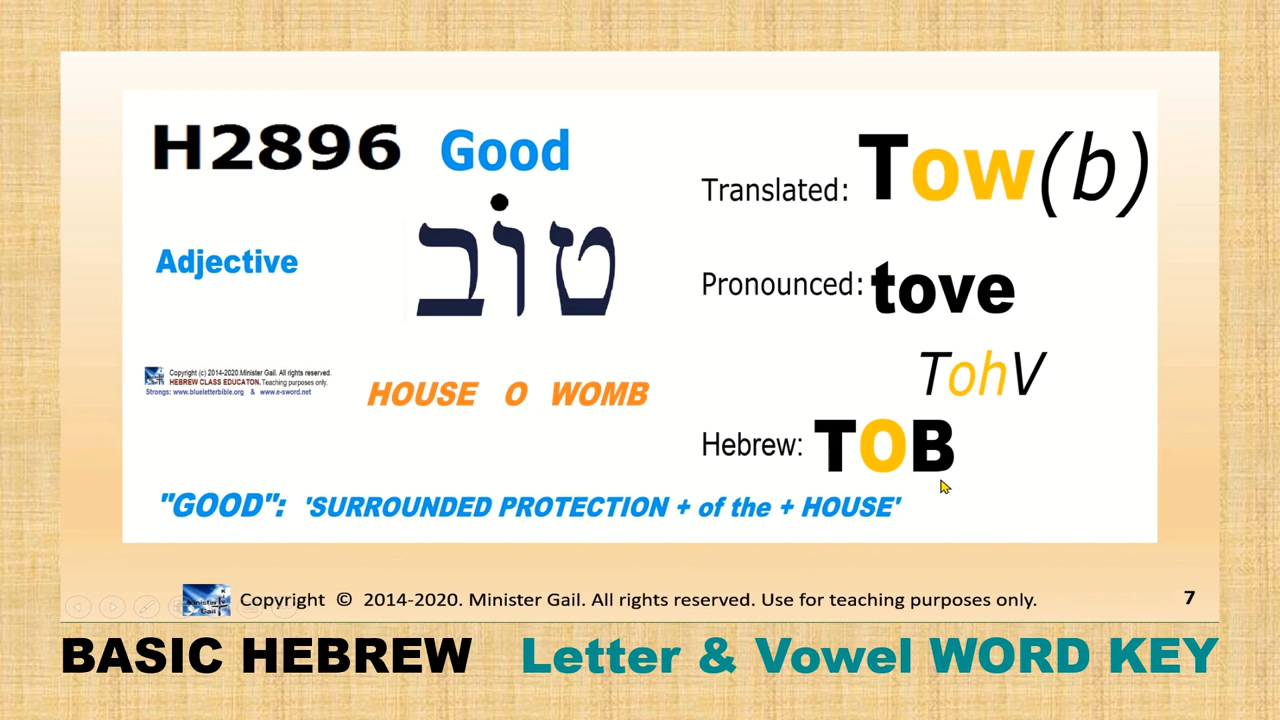 H2896 Good
Adjective
טוֹב
Translated: Tow(b)
Pronounced: tove
TohV
Hebrew: TOB
Copyright (c) 2014-2020.Minister Gail. All rights reserved.
HEBREW CLASS EDUCATON. Teaching purposes only.
Strongs: www.blueletterbible.org & www.e-sword.net
HOUSE O WOMB
"GOOD": 'SURROUNDED PROTECTION + of the + HOUSE'
Minister Gail
Copyright © 2014-2020. Minister Gail. All rights reserved. Use for teaching purposes only.
7
BASIC HEBREW Letter & Vowel WORD KEY